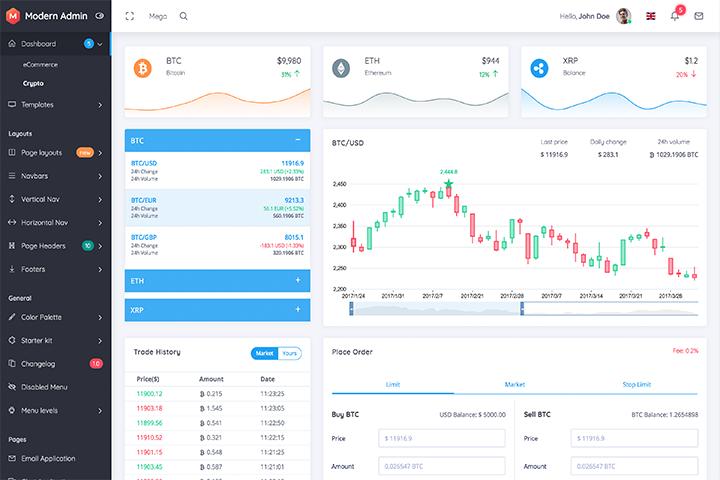 Modern Admin
Mega
Hello, John Doe
5
Dashboard 5
eCommerce
Crypto
Templates
Layouts
Page layouts new
Navbars
Vertical Nav
Horizontal Nav
Page Headers 10
Footers
General
Color Palette
Starter kit
Changelog 1.0
Disabled Menu
Menu levels
Pages
Email Application
BTC $9,980
Bitcoin 31% ↑
ETH $944
Ethereum 12% ↑
XRP $1.2
Balance 20% ↓
BTC −
BTC/USD 11916.9
24h Change 283.1 USD (+2.33%)
24h Volume 1029.1906 BTC
BTC/EUR 9213.3
24h Change 56.1 EUR (+5.52%)
24h Volume 560.1906 BTC
BTC/GBP 8015.1
24h Change -183.1 USD (-1.33%)
24h Volume 320.1906 BTC
ETH +
XRP +
BTC/USD
Last price Daily change 24h volume
$ 11916.9 $ 283.1 ₿ 1029.1906 BTC
2,444.8
2,450
2,400
2,350
2,300
2,250
2,200
2017/1/24 2017/1/31 2017/2/7 2017/2/21 2017/2/28 2017/3/7 2017/3/14 2017/3/21 2017/3/28
Trade History Market Yours
Price($) Amount Date
11900.12 ₿ 0.215 11:23:25
11903.18 ₿ 1.545 11:23:05
11899.56 ₿ 0.541 11:22:50
11910.52 ₿ 0.321 11:22:15
11901.15 ₿ 0.548 11:21:25
11903.45 ₿ 0.587 11:21:01
Place Order Fee: 0.2%
Limit Market Stop Limit
Buy BTC USD Balance: $ 5000.00
Price $ 11916.9
Amount 0.026547 BTC
Sell BTC BTC Balance: 1.2654898
Price $ 11916.9
Amount 0.026547 BTC